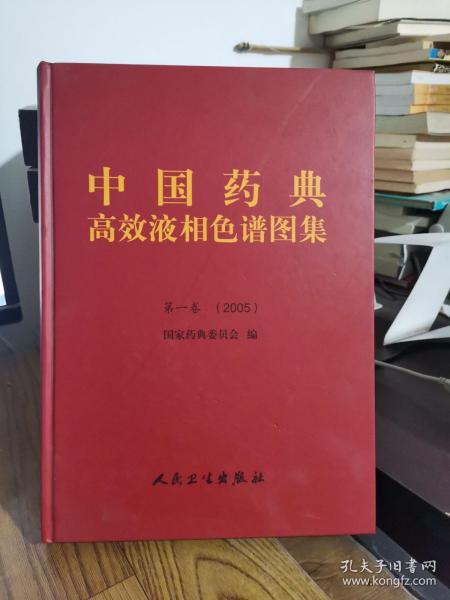 中国药典
高效液相色谱图集
第一卷 (2005)
国家药典委员会 编
人民卫生出版社
孔夫子旧书网
www.kongfz.com